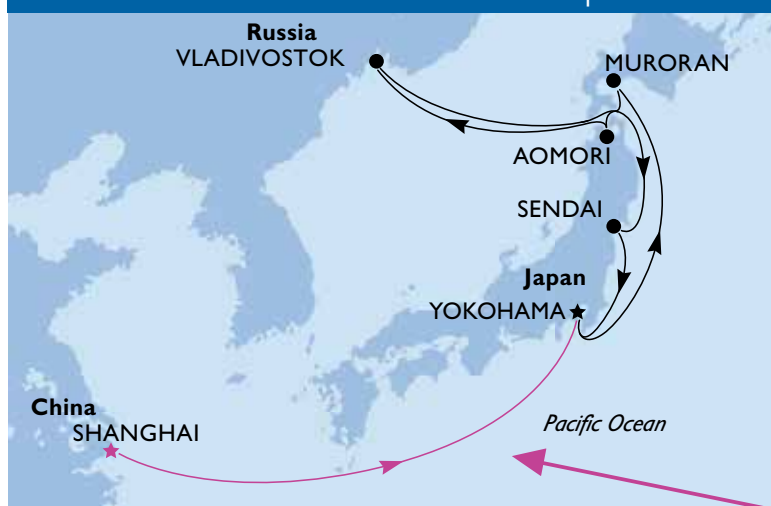 Russia
VLADIVOSTOK
MURORAN
AOMORI
SENDAI
Japan
YOKOHAMA
China
SHANGHAI
Pacific Ocean